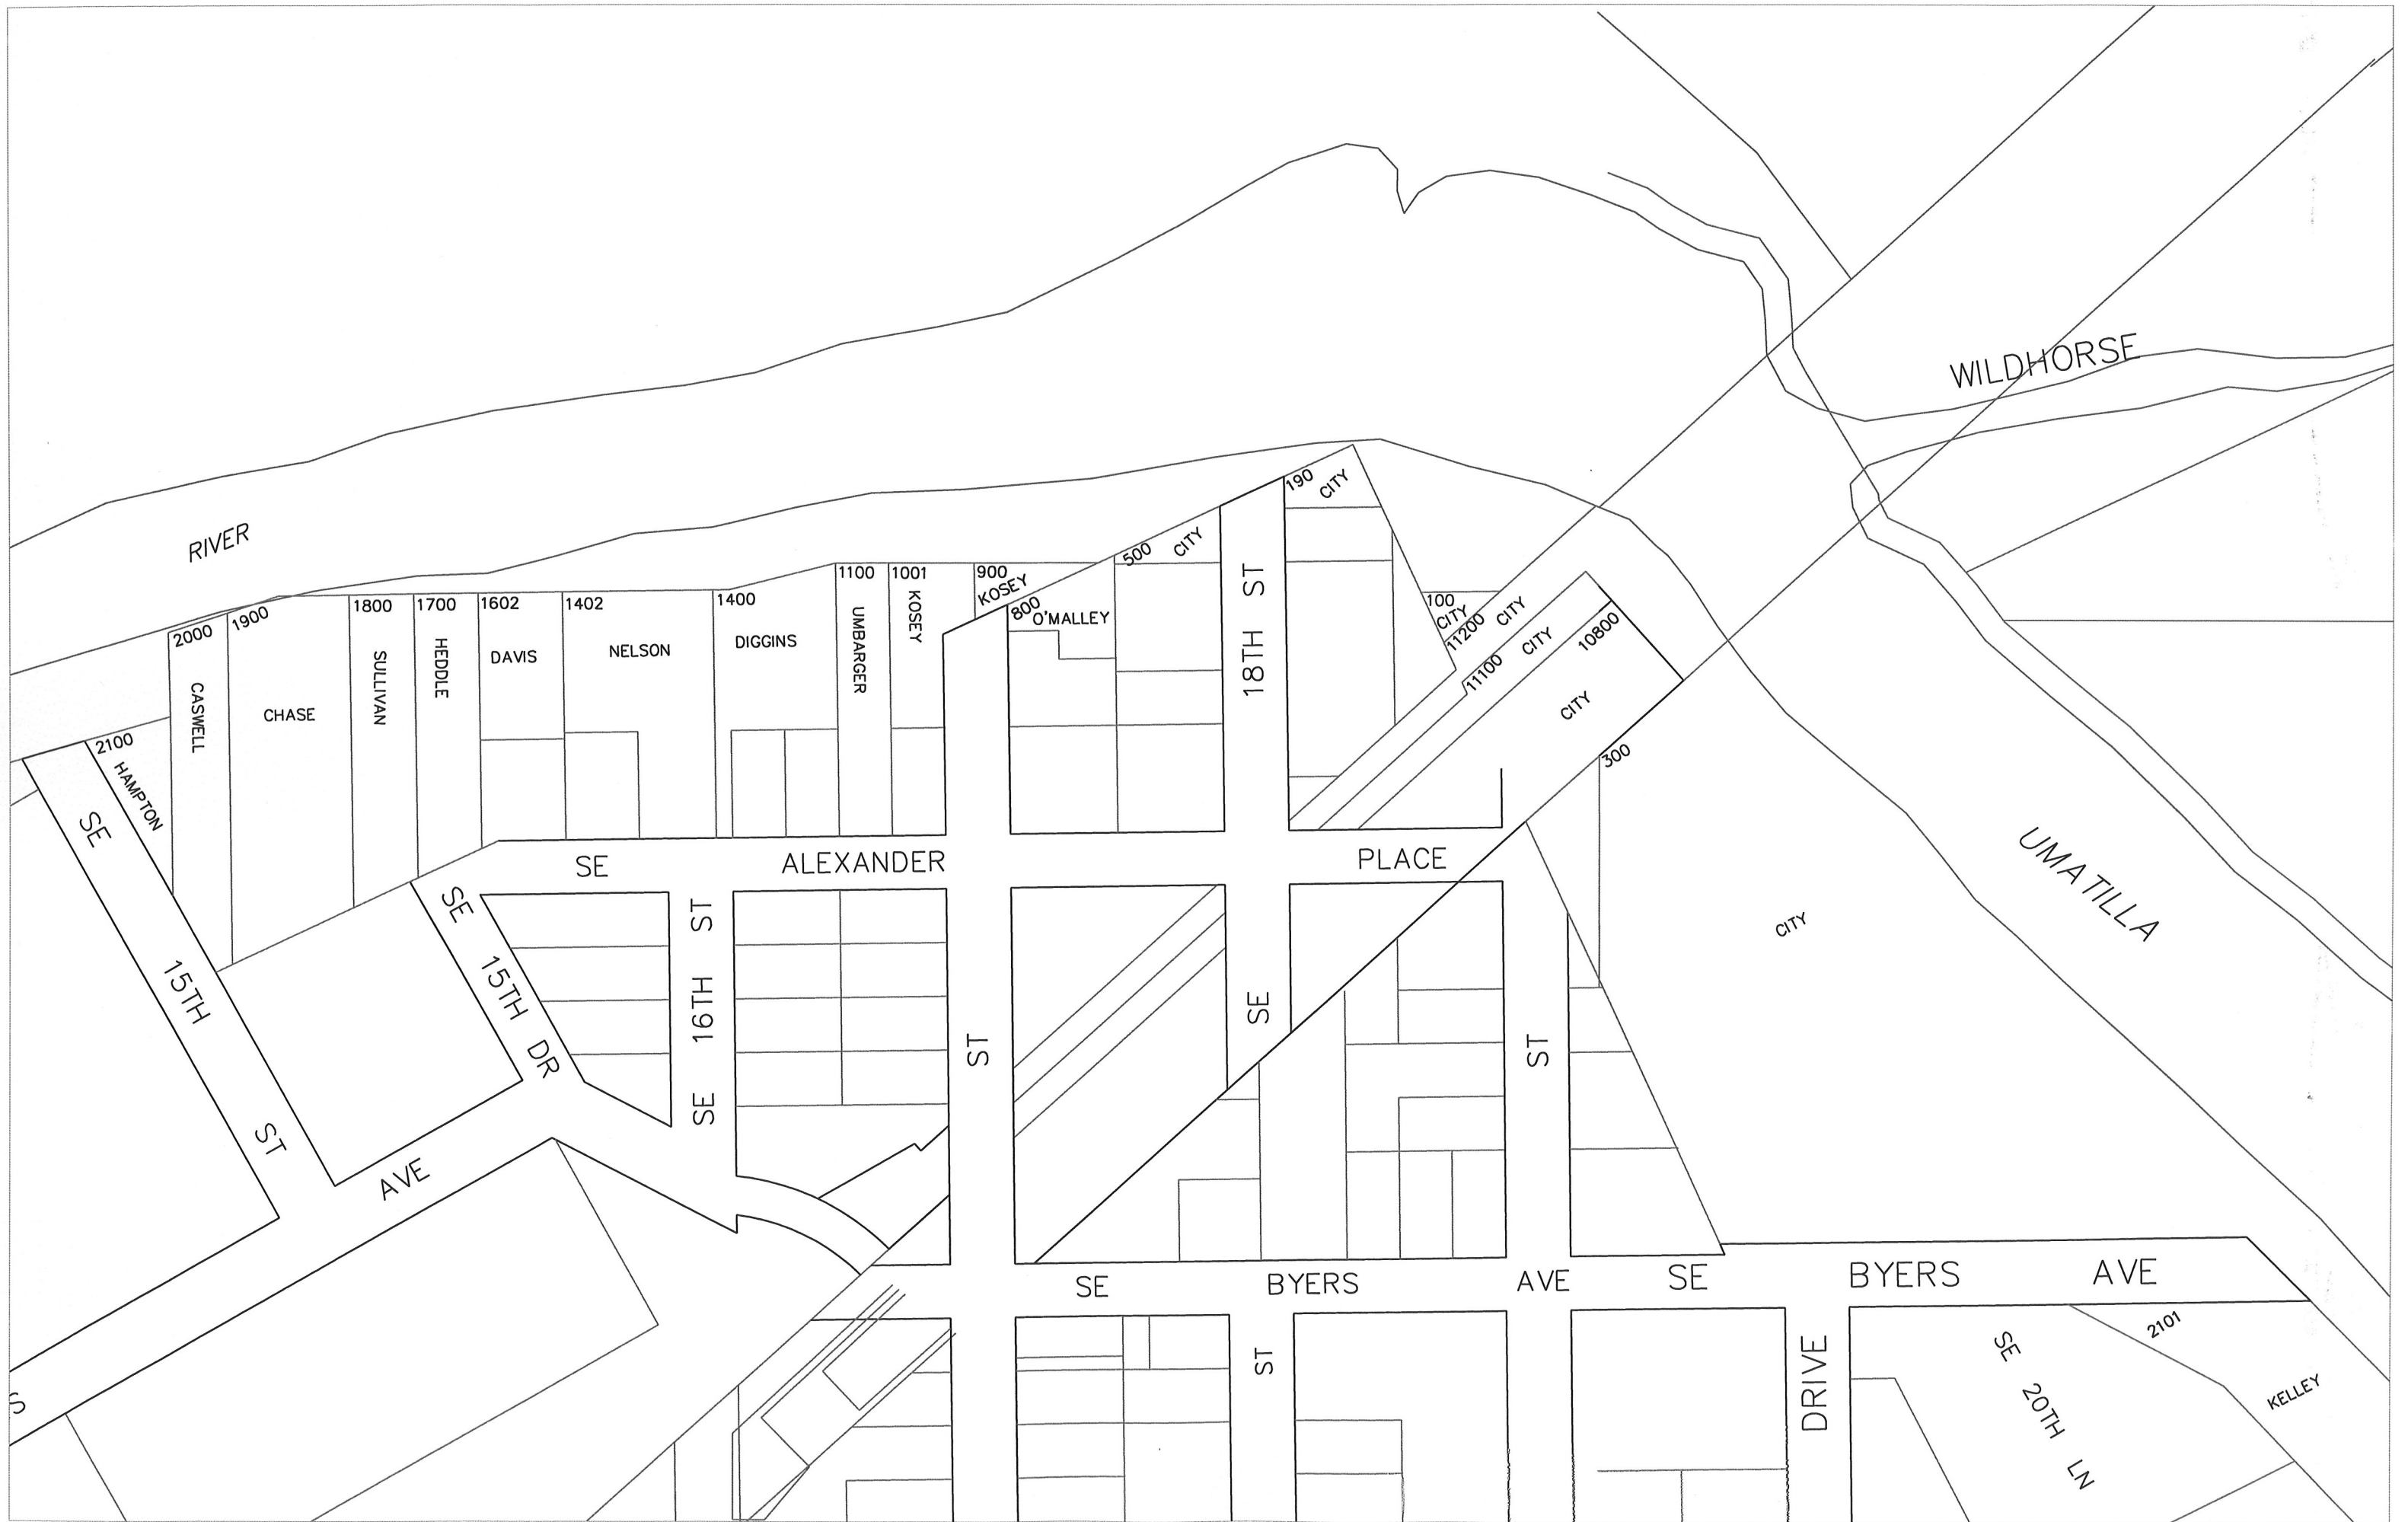 WILDHORSE
RIVER
190
CITY
500
CITY
1100
1001
KOSEY
900
KOSEY
800
O'MALLEY
100
CITY
11200
CITY
11100
CITY
10800
CITY
300
2000
CASWELL
1900
CHASE
1800
SULLIVAN
1700
HEDDLE
1602
DAVIS
1402
NELSON
1400
DIGGINS
UMBARGER
18TH ST
2100
HAMPTON
SE 15TH ST
SE ALEXANDER PLACE
SE 15TH DR
SE 16TH ST
ST
SE
ST
CITY
UMATILLA
AVE
SE BYERS AVE
SE BYERS AVE
S
ST
DRIVE
SE 20TH LN
2101
KELLEY